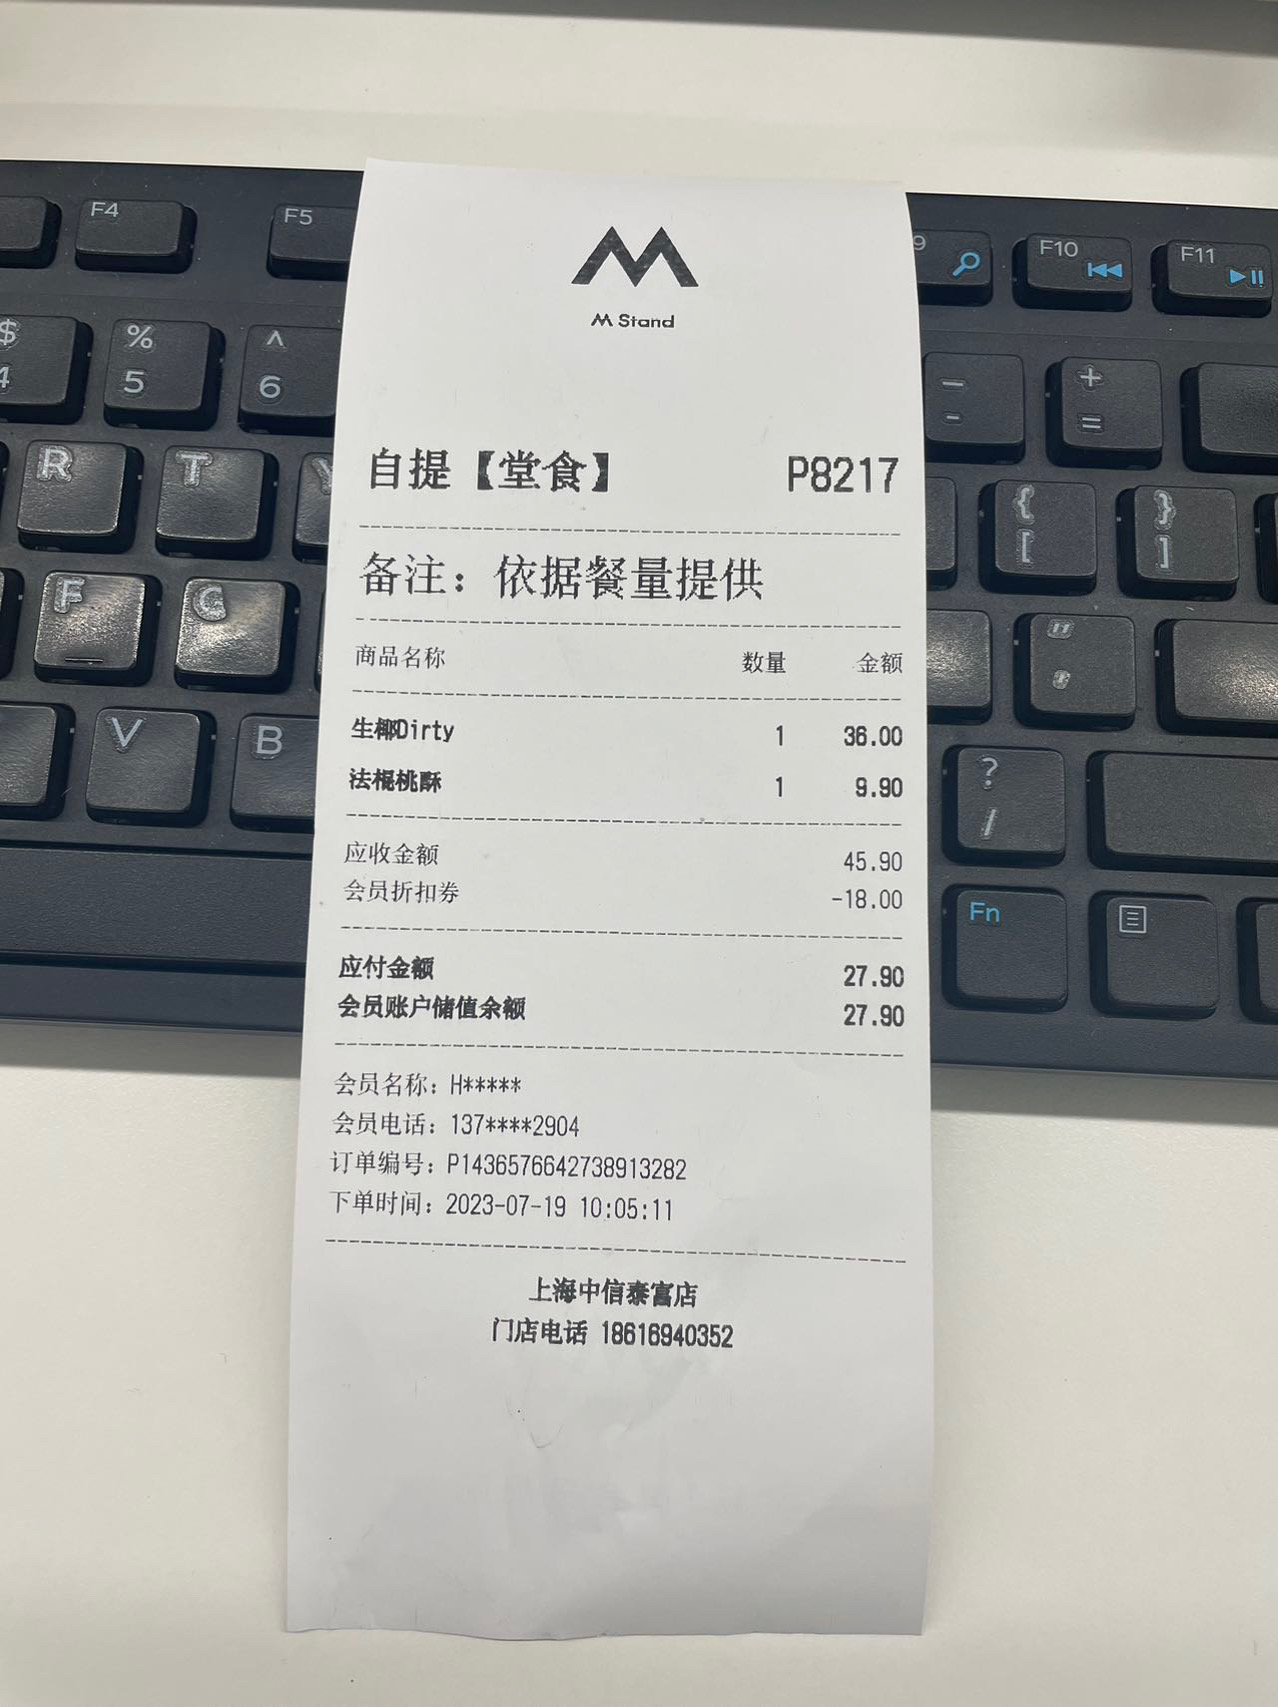 F4
F5
9
F10
F11
$
4
%
5
^
6
-
-
+
=
R
T
Y
{
[
}
]
F
G
"
'
V
B
?
/
Fn
M Stand
自提【堂食】 P8217
备注：依据餐量提供
商品名称 数量 金额
生椰Dirty 1 36.00
法棍桃酥 1 9.90
应收金额 45.90
会员折扣券 -18.00
应付金额 27.90
会员账户储值余额 27.90
会员名称：H*****
会员电话：137****2904
订单编号：P1436576642738913282
下单时间：2023-07-19 10:05:11
上海中信泰富店
门店电话 18616940352